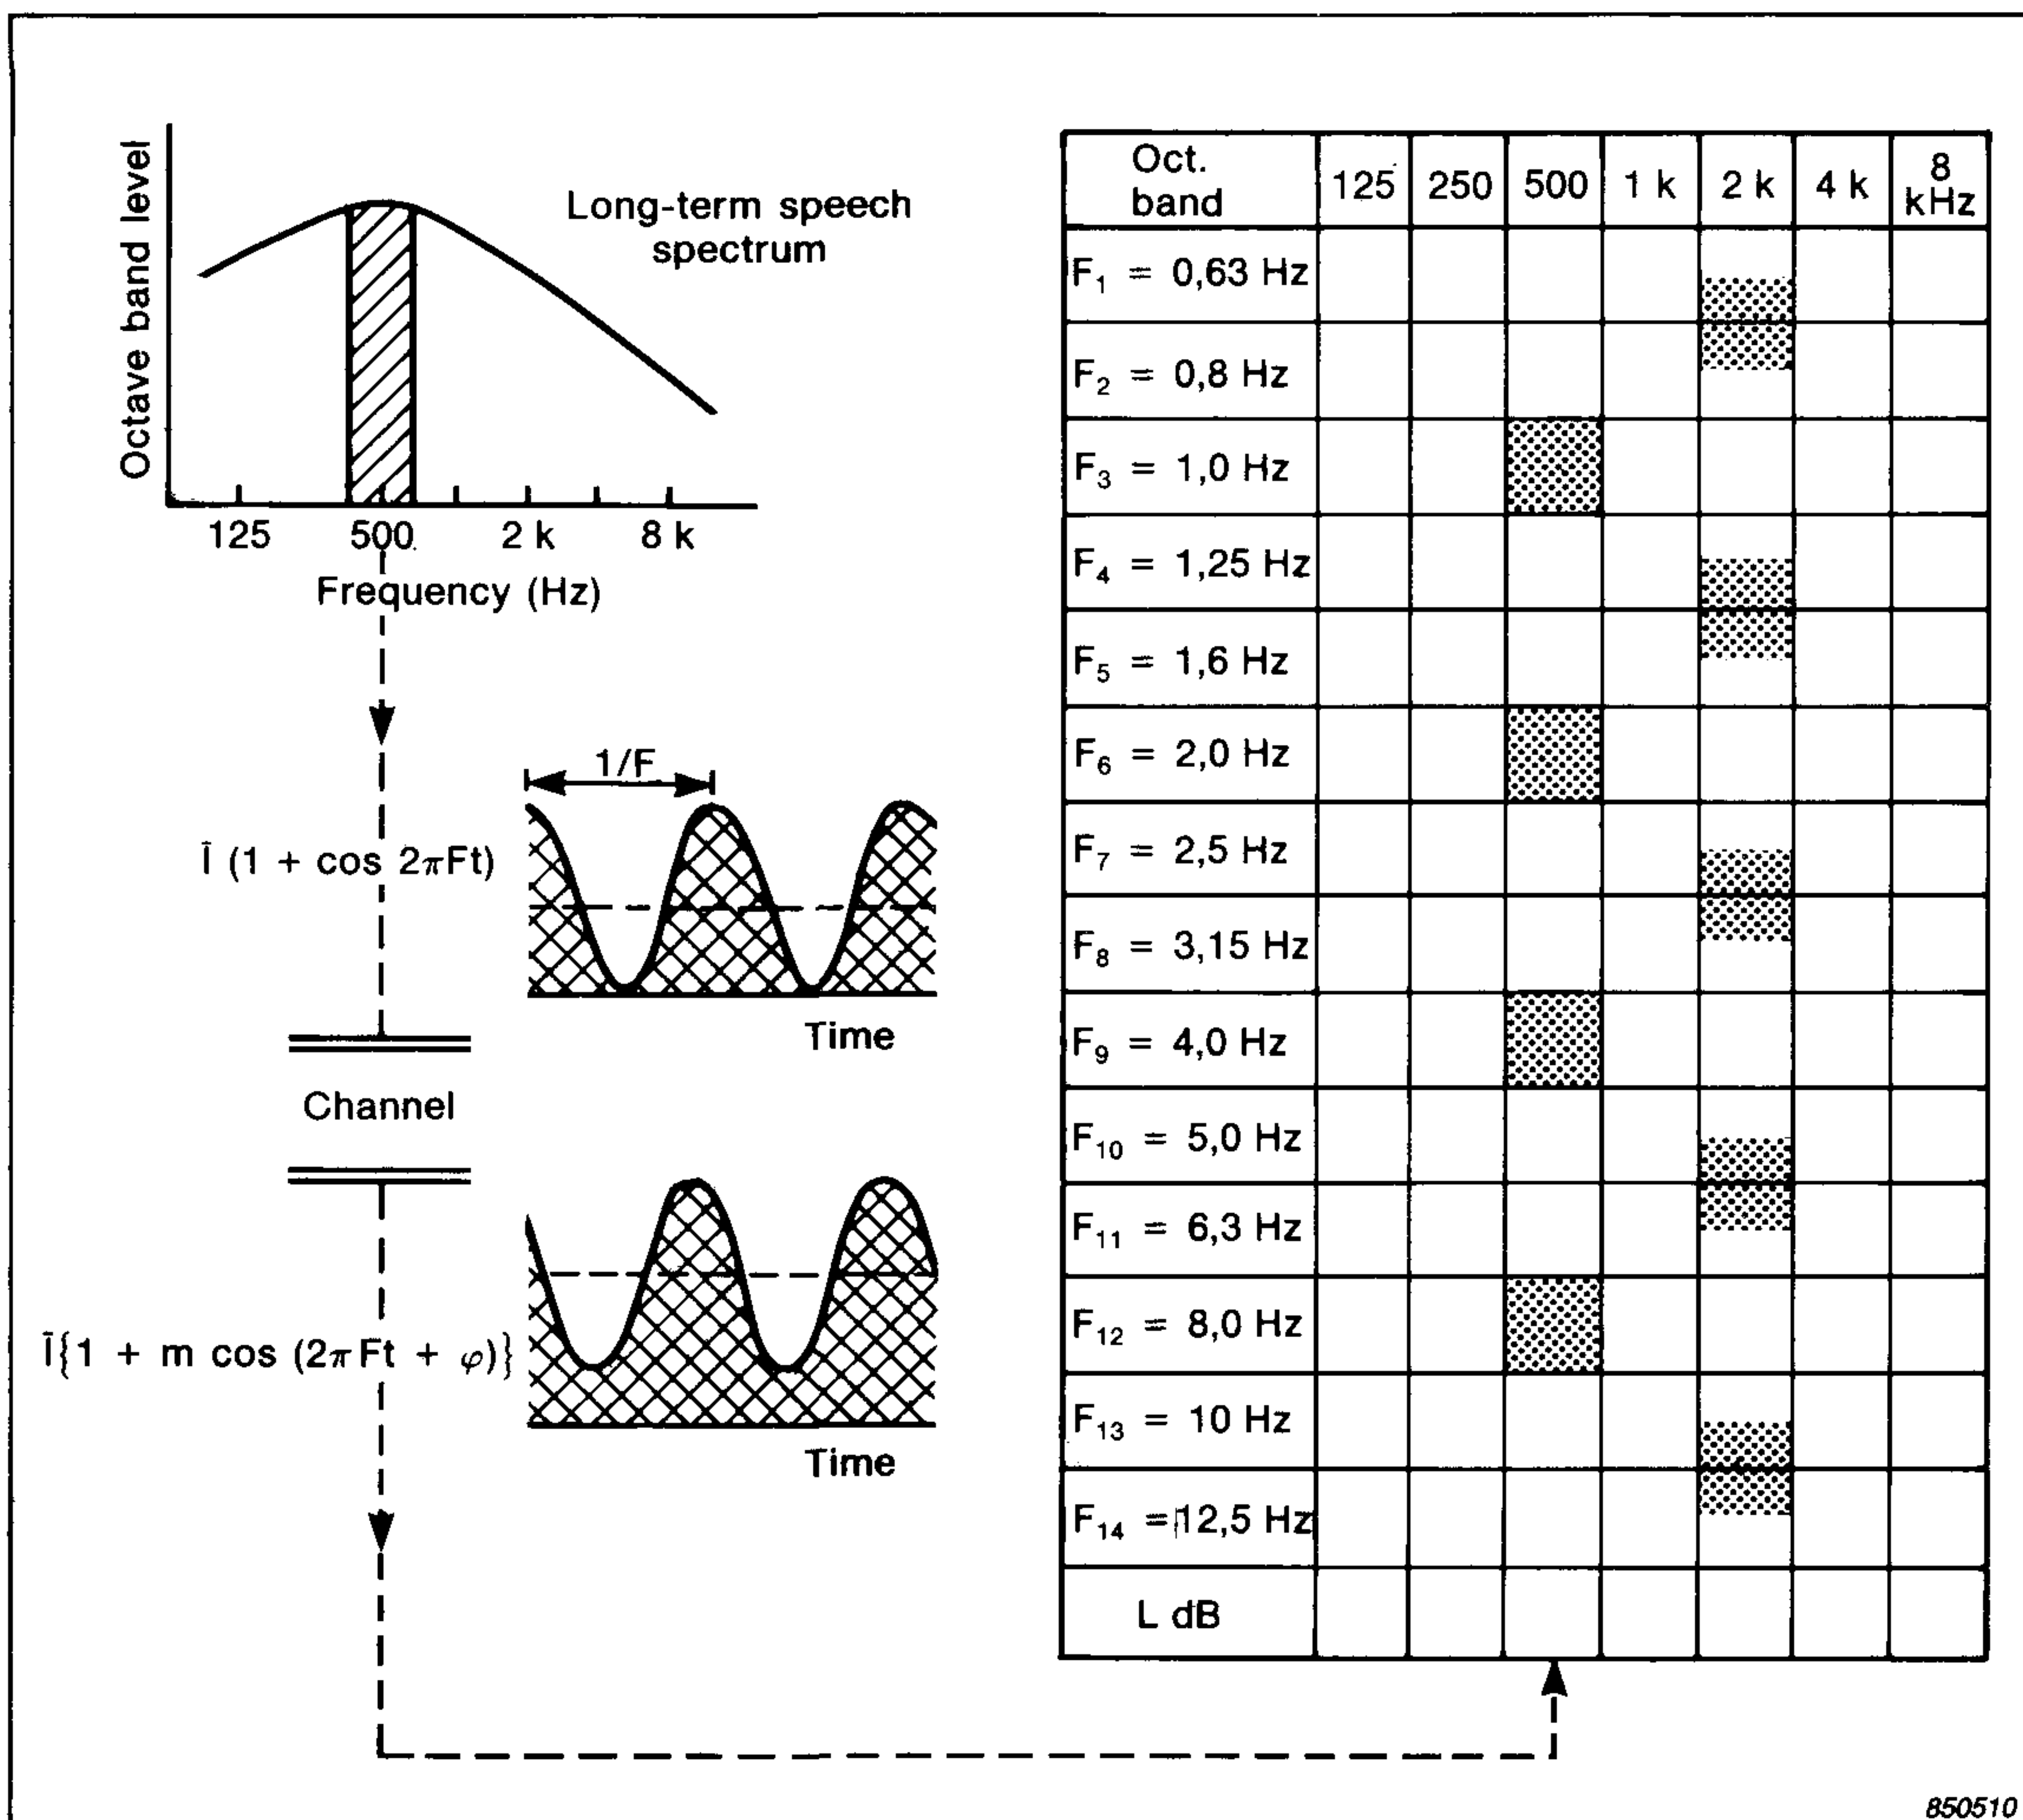 Octave band level
Long-term speech
spectrum
125 500 2 k 8 k
Frequency (Hz)
1/F
Ī (1 + cos 2πFt)
Time
Channel
Ī{1 + m cos (2πFt + φ)}
Time
Oct.
band
125 250 500 1 k 2 k 4 k 8
kHz
F₁ = 0,63 Hz
F₂ = 0,8 Hz
F₃ = 1,0 Hz
F₄ = 1,25 Hz
F₅ = 1,6 Hz
F₆ = 2,0 Hz
F₇ = 2,5 Hz
F₈ = 3,15 Hz
F₉ = 4,0 Hz
F₁₀ = 5,0 Hz
F₁₁ = 6,3 Hz
F₁₂ = 8,0 Hz
F₁₃ = 10 Hz
F₁₄ = 12,5 Hz
L dB
850510